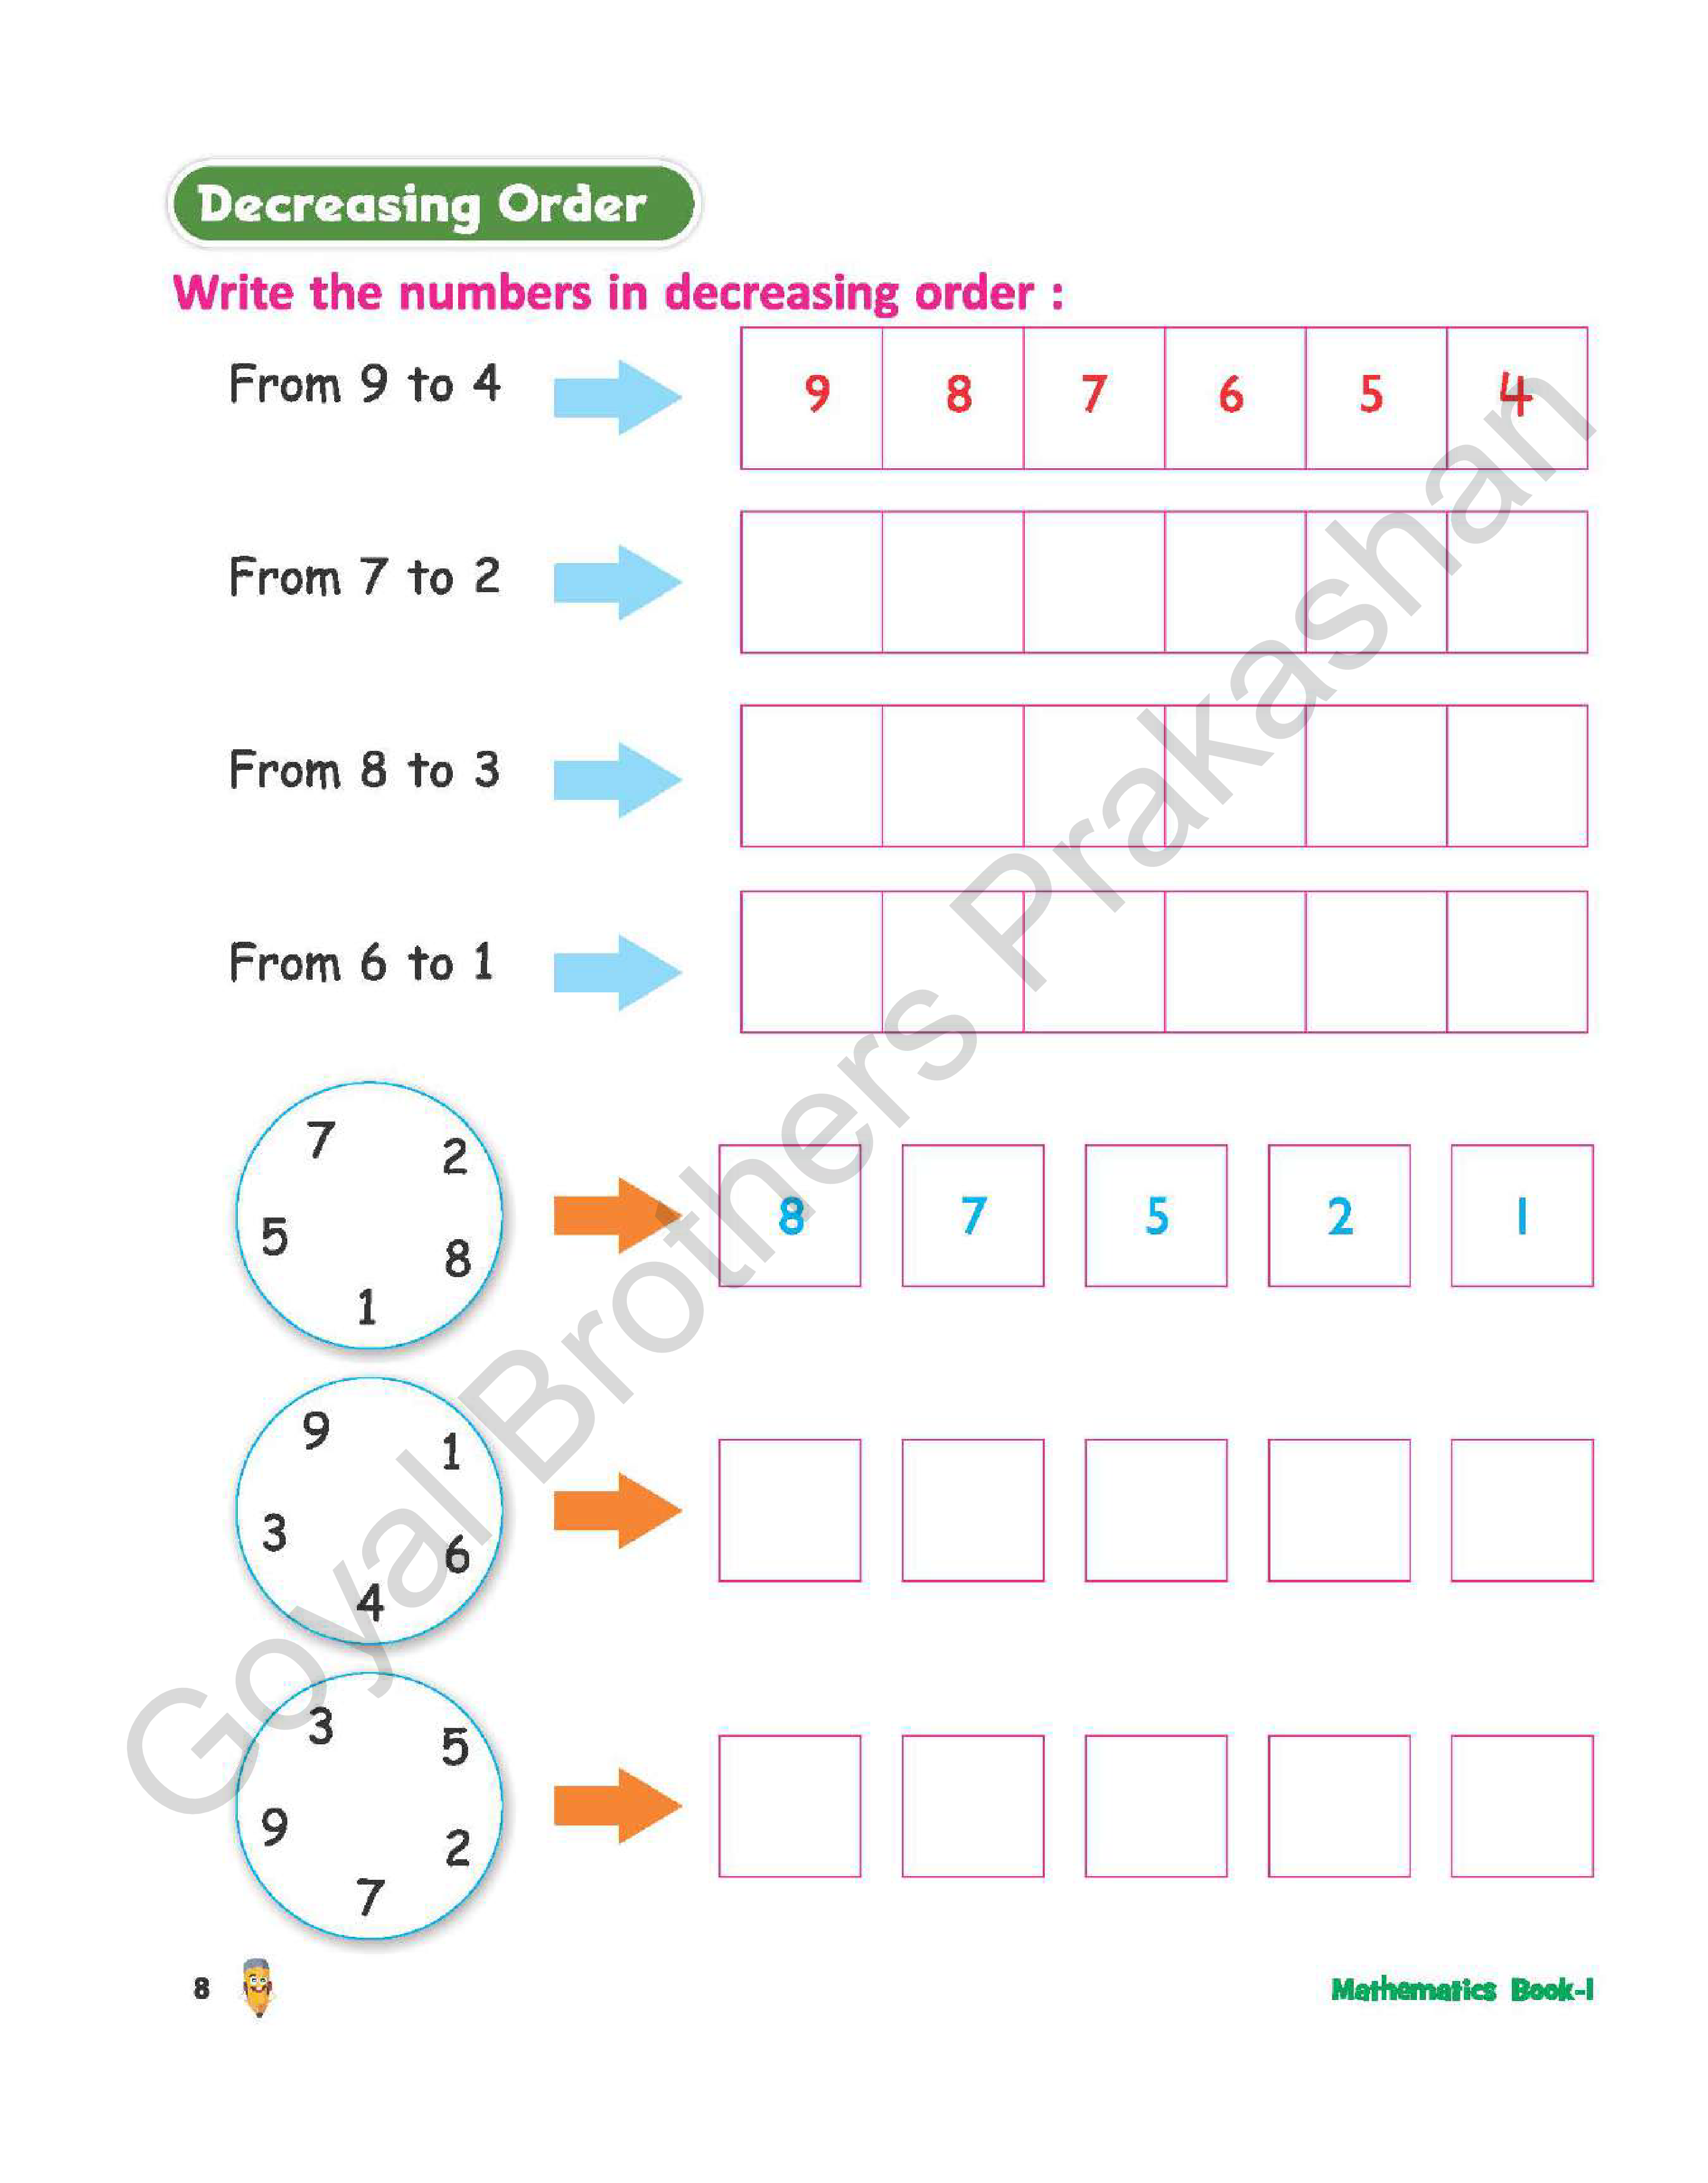 Decreasing Order
Write the numbers in decreasing order :
From 9 to 4
9 8 7 6 5 4
From 7 to 2
From 8 to 3
From 6 to 1
7 2
5 8
1
8 7 5 2 1
9 1
3 6
4
3 5
9 2
7
8
Mathematics Book-I
Goyal Brothers Prakashan